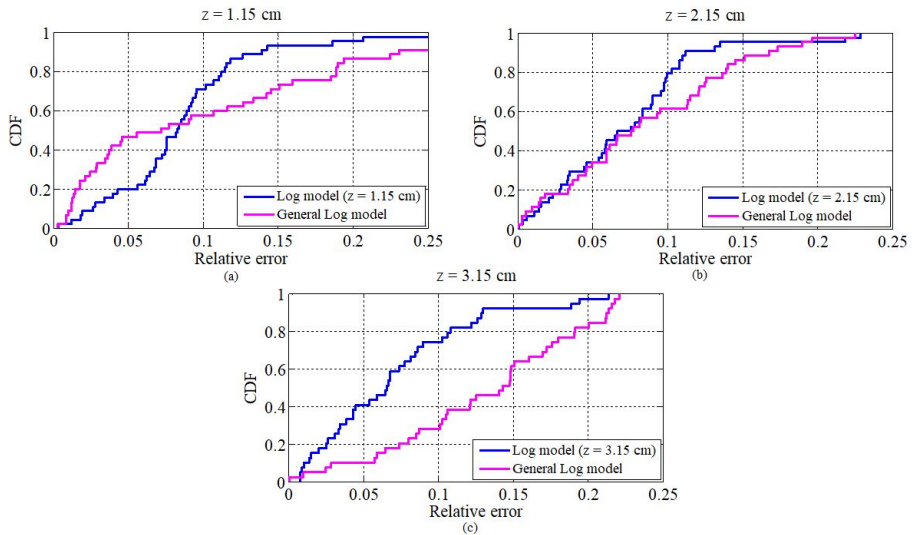 z = 1.15 cm
1
0.8
0.6
0.4
0.2
0
CDF
0
0.05
0.1
0.15
0.2
0.25
Relative error
Log model (z = 1.15 cm)
General Log model
(a)
z = 2.15 cm
1
0.8
0.6
0.4
0.2
0
CDF
0
0.05
0.1
0.15
0.2
0.25
Relative error
Log model (z = 2.15 cm)
General Log model
(b)
z = 3.15 cm
1
0.8
0.6
0.4
0.2
0
CDF
0
0.05
0.1
0.15
0.2
0.25
Relative error
Log model (z = 3.15 cm)
General Log model
(c)